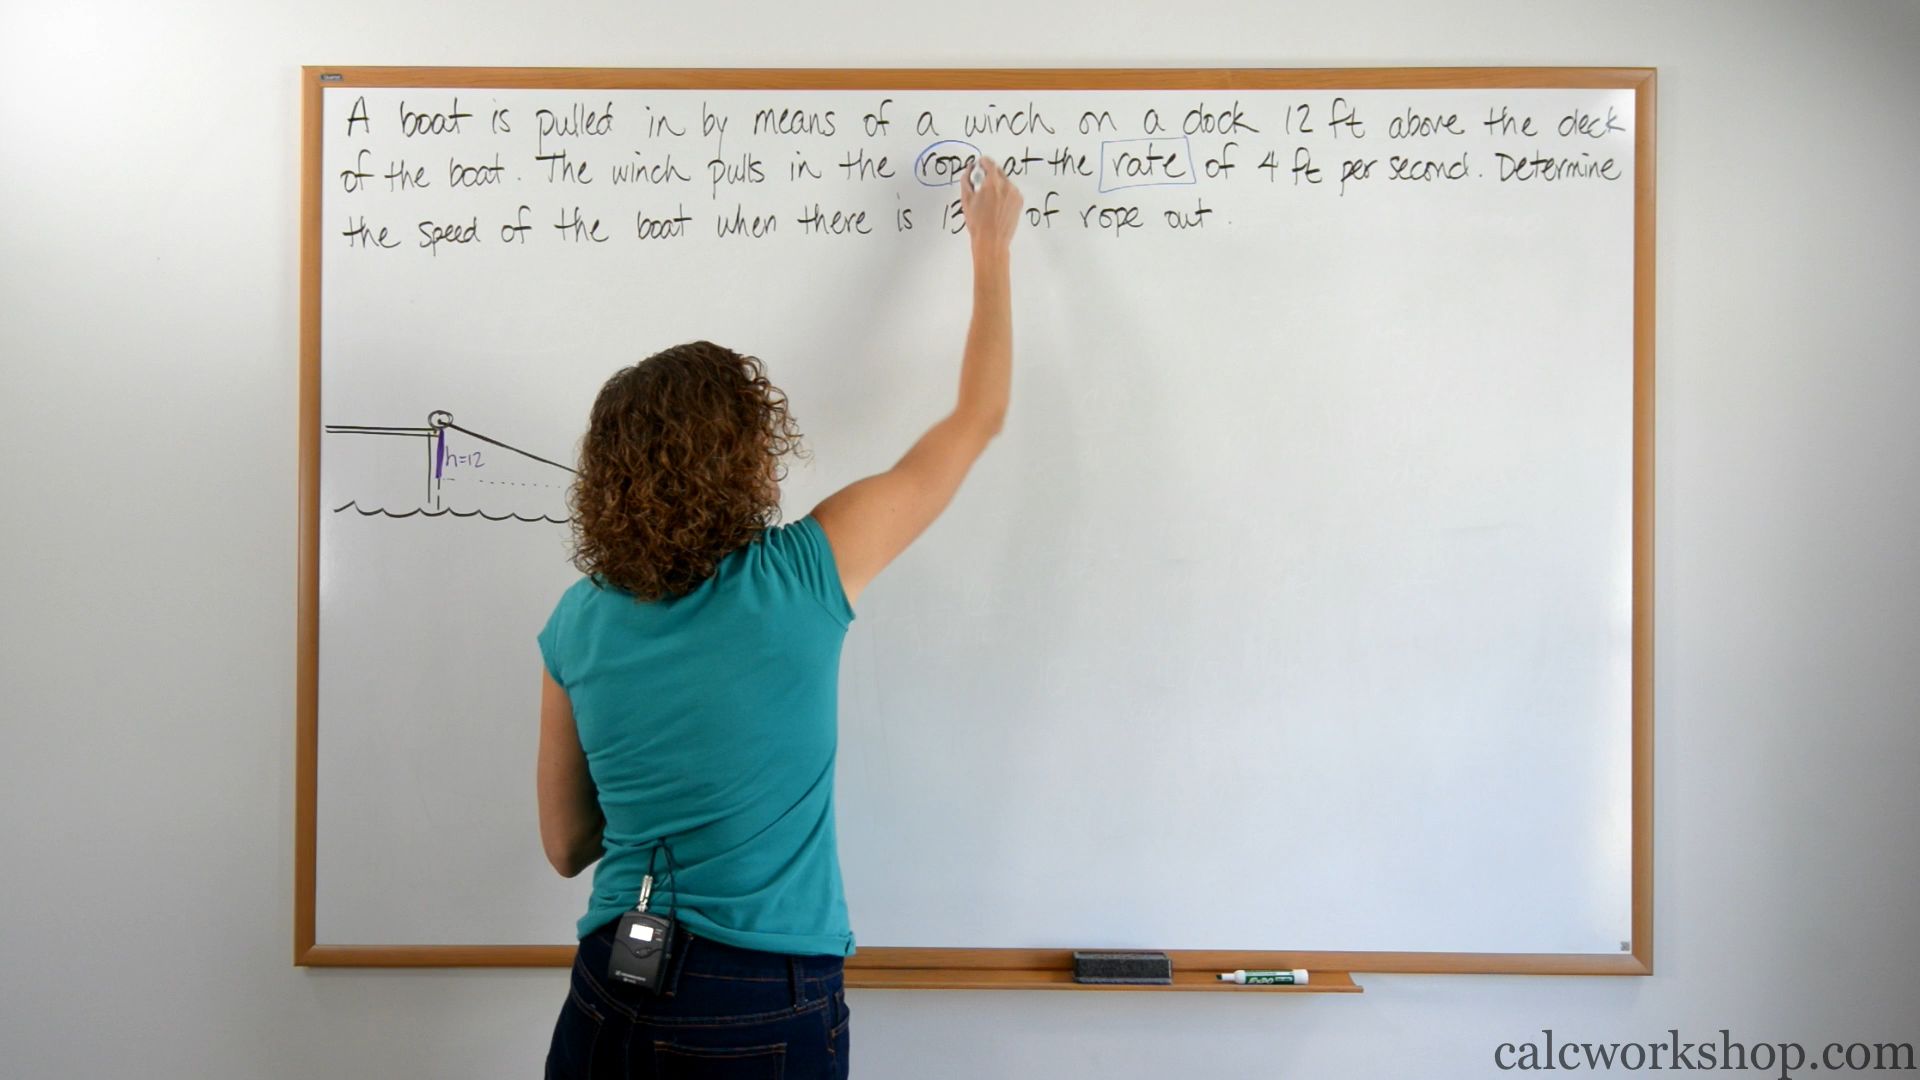 A boat is pulled in by means of a winch on a dock 12 ft above the deck
of the boat. The winch pulls in the rope at the rate of 4 ft per second. Determine
the speed of the boat when there is 13 of rope out.
h=12
calcworkshop.com